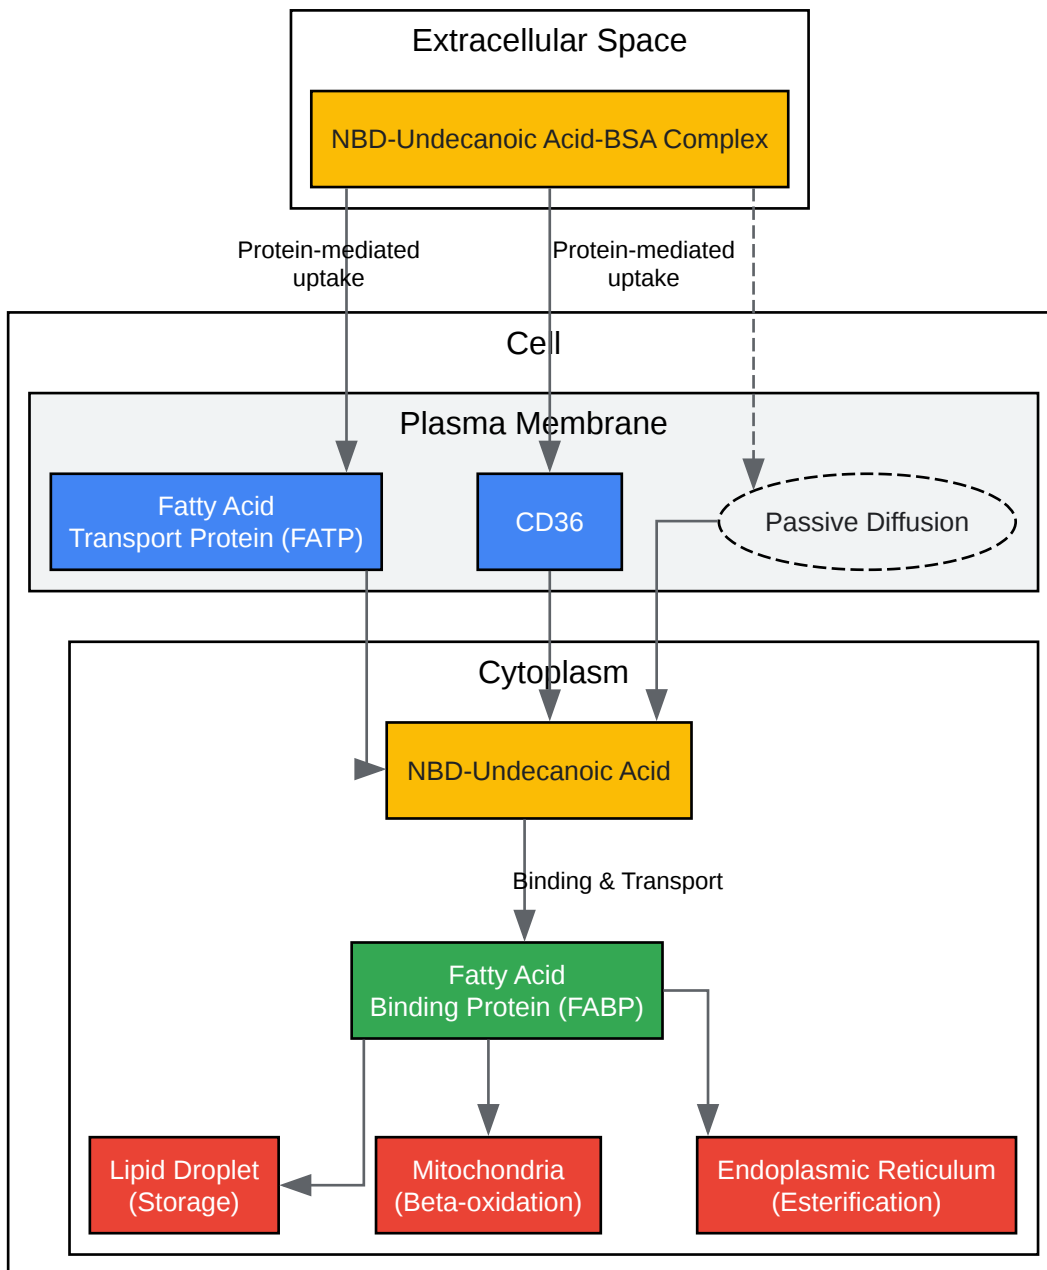 Extracellular Space
NBD-Undecanoic Acid-BSA Complex
Protein-mediated
uptake
Protein-mediated
uptake
Cell
Plasma Membrane
Fatty Acid
Transport Protein (FATP)
CD36
Passive Diffusion
Cytoplasm
NBD-Undecanoic Acid
Binding & Transport
Fatty Acid
Binding Protein (FABP)
Lipid Droplet
(Storage)
Mitochondria
(Beta-oxidation)
Endoplasmic Reticulum
(Esterification)